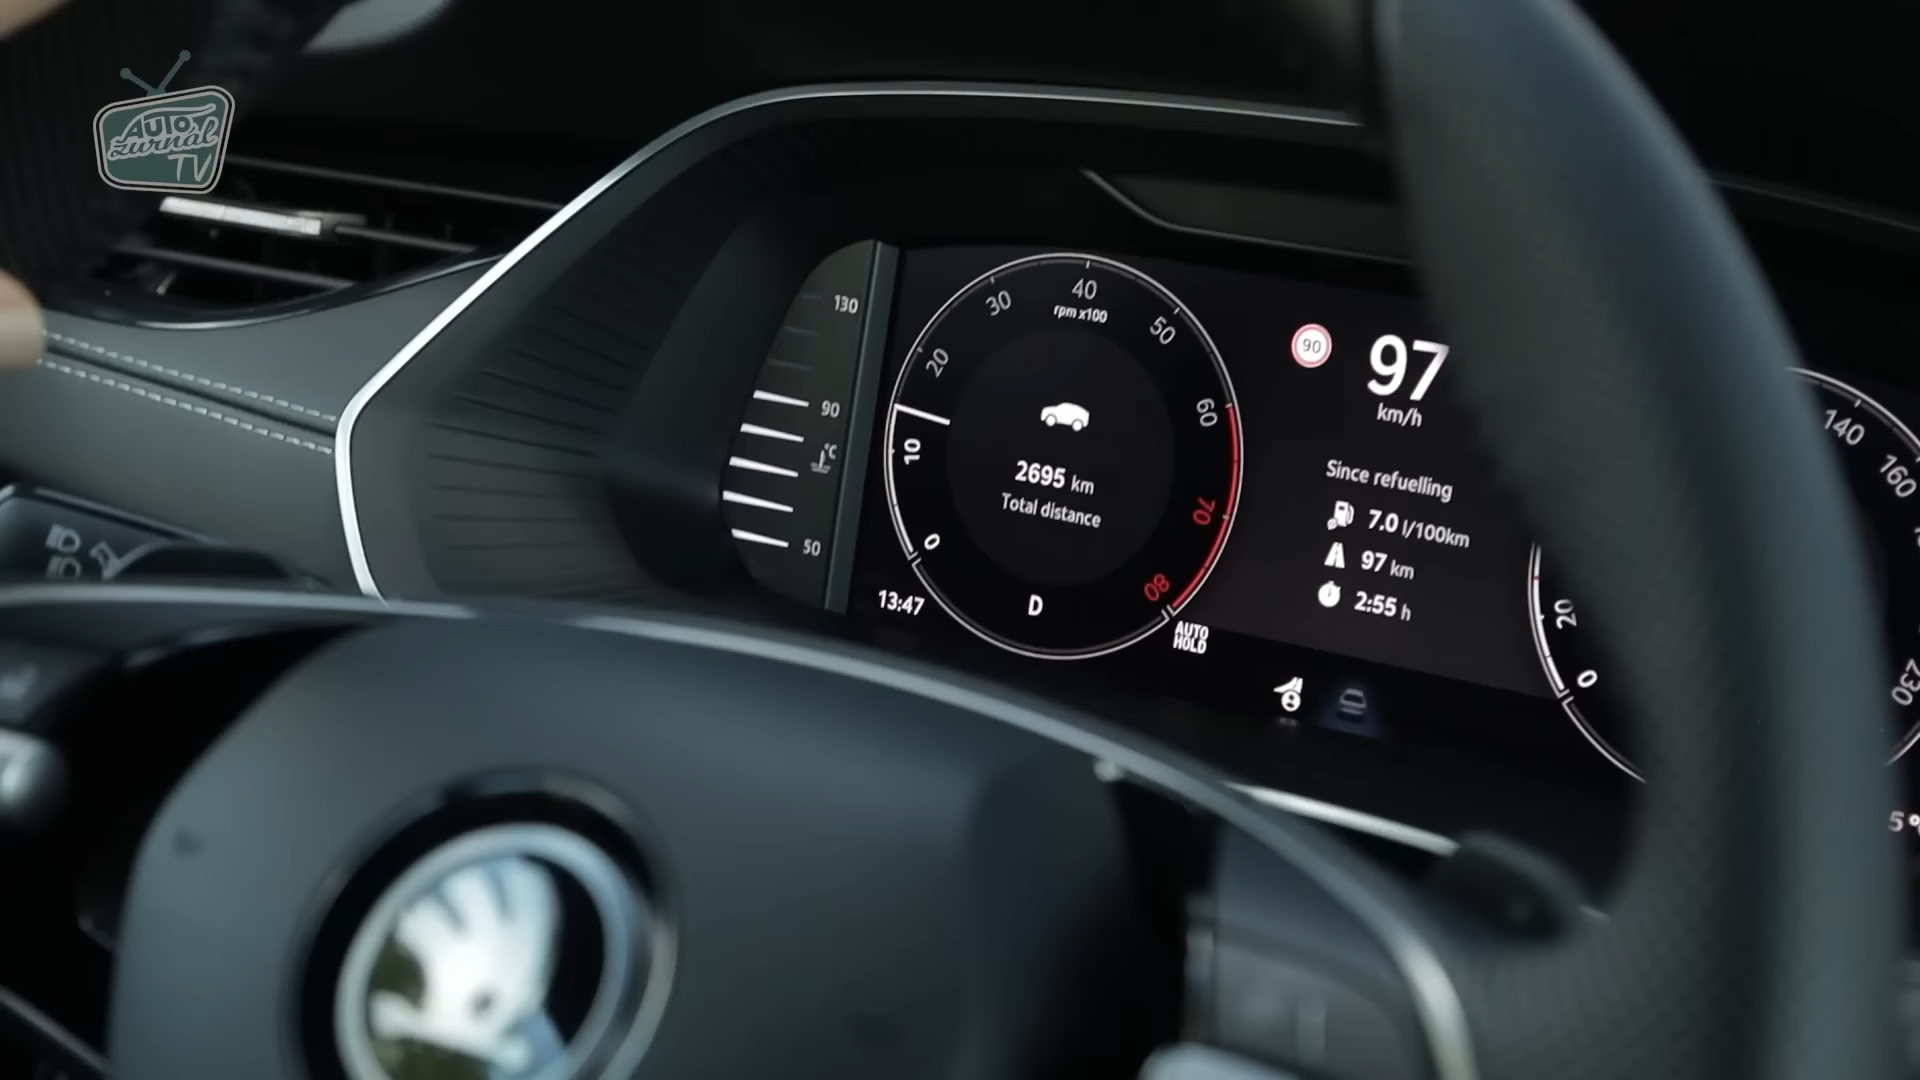 AUTO
žurnál
TV
130
90
°C
50
40
rpm x100
30
50
20
60
10
70
0
80
2695 km
Total distance
13:47
D
AUTO
HOLD
90
97
km/h
Since refuelling
7.0 l/100km
97 km
2:55 h
140
160
20
0
230
5°